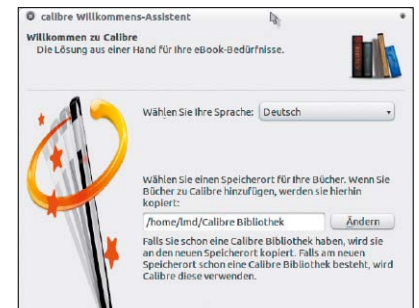 calibre Willkommens-Assistent
Willkommen zu Calibre
Die Lösung aus einer Hand für Ihre eBook-Bedürfnisse.
Wählen Sie Ihre Sprache: Deutsch
Wählen Sie einen Speicherort für Ihre Bücher. Wenn Sie
Bücher zu Calibre hinzufügen, werden sie hierhin
kopiert:
/home/lmd/Calibre Bibliothek Ändern
Falls Sie schon eine Calibre Bibliothek haben, wird sie
an den neuen Speicherort kopiert. Falls am neuen
Speicherort schon eine Calibre Bibliothek besteht, wird
Calibre diese verwenden.